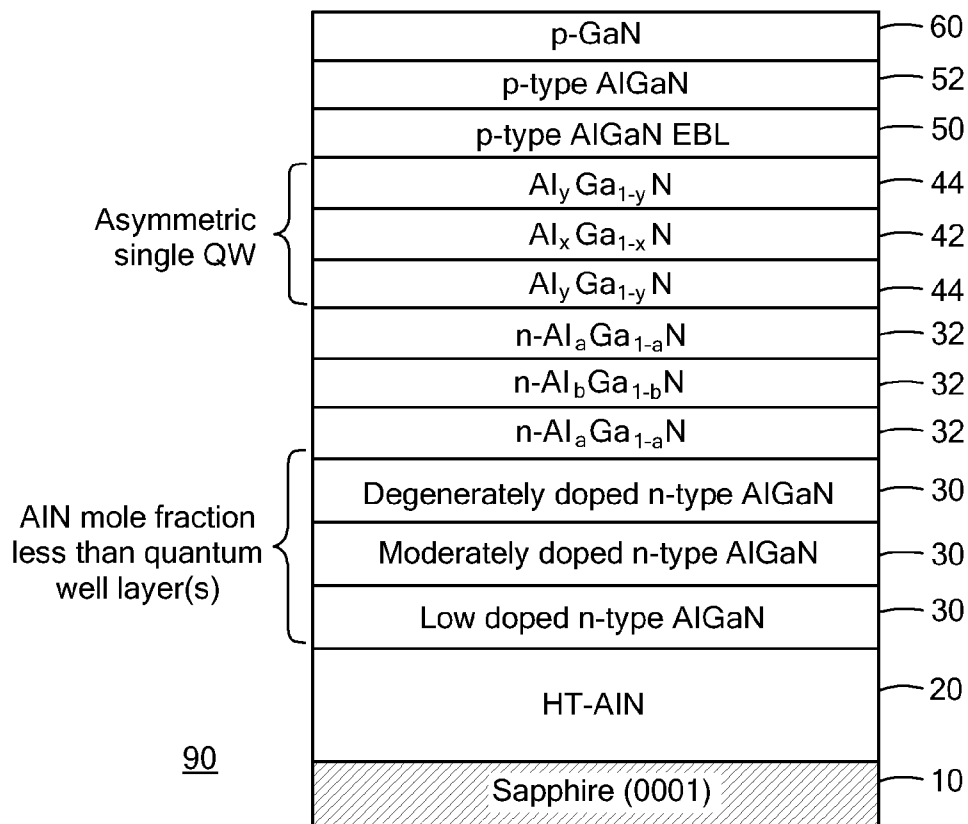 p-GaN 60
p-type AlGaN 52
p-type AlGaN EBL 50
Asymmetric
single QW
AlyGa1-yN 44
AlxGa1-xN 42
AlyGa1-yN 44
n-AlaGa1-aN 32
n-AlbGa1-bN 32
n-AlaGa1-aN 32
AlN mole fraction
less than quantum
well layer(s)
Degenerately doped n-type AlGaN 30
Moderately doped n-type AlGaN 30
Low doped n-type AlGaN 30
HT-AlN 20
90
Sapphire (0001) 10